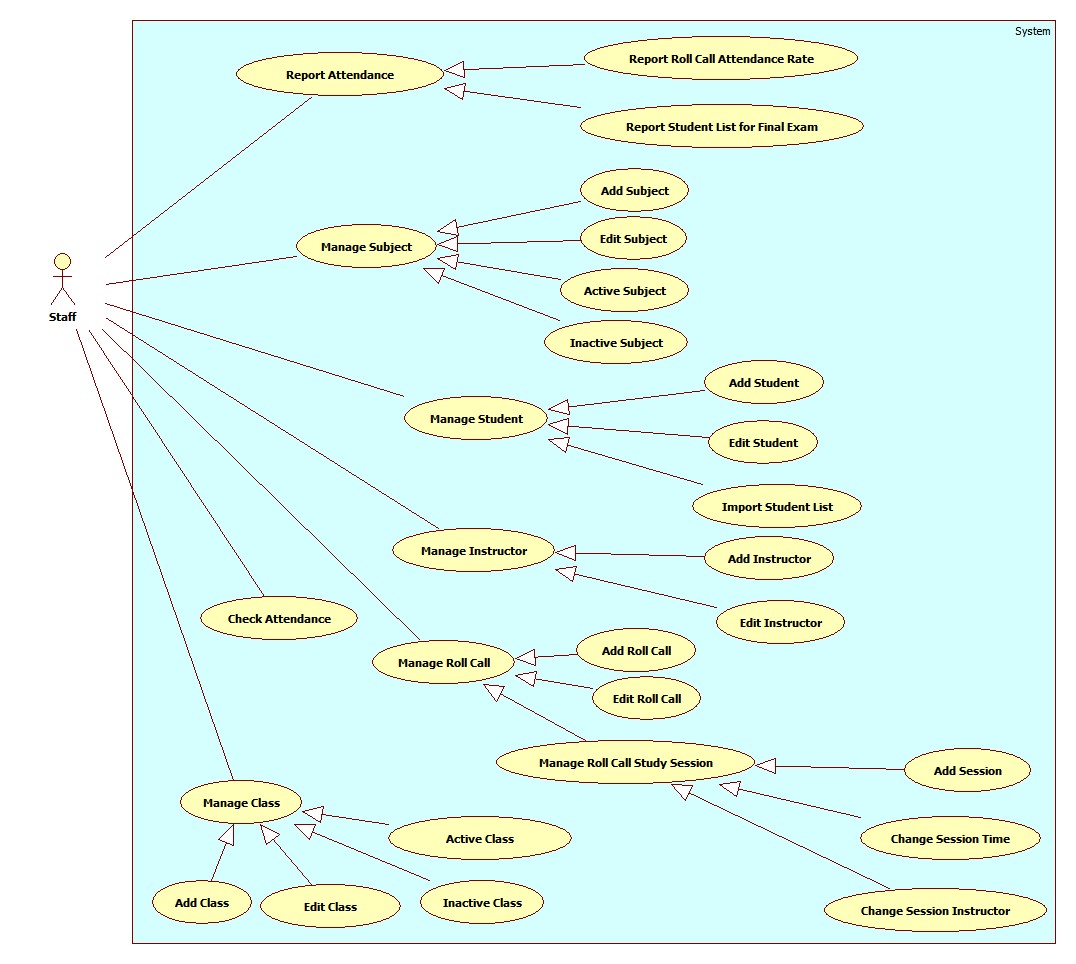 System
Report Attendance
Report Roll Call Attendance Rate
Report Student List for Final Exam
Add Subject
Manage Subject
Edit Subject
Active Subject
Inactive Subject
Staff
Add Student
Manage Student
Edit Student
Import Student List
Manage Instructor
Add Instructor
Edit Instructor
Check Attendance
Manage Roll Call
Add Roll Call
Edit Roll Call
Manage Roll Call Study Session
Add Session
Change Session Time
Change Session Instructor
Manage Class
Active Class
Add Class
Edit Class
Inactive Class